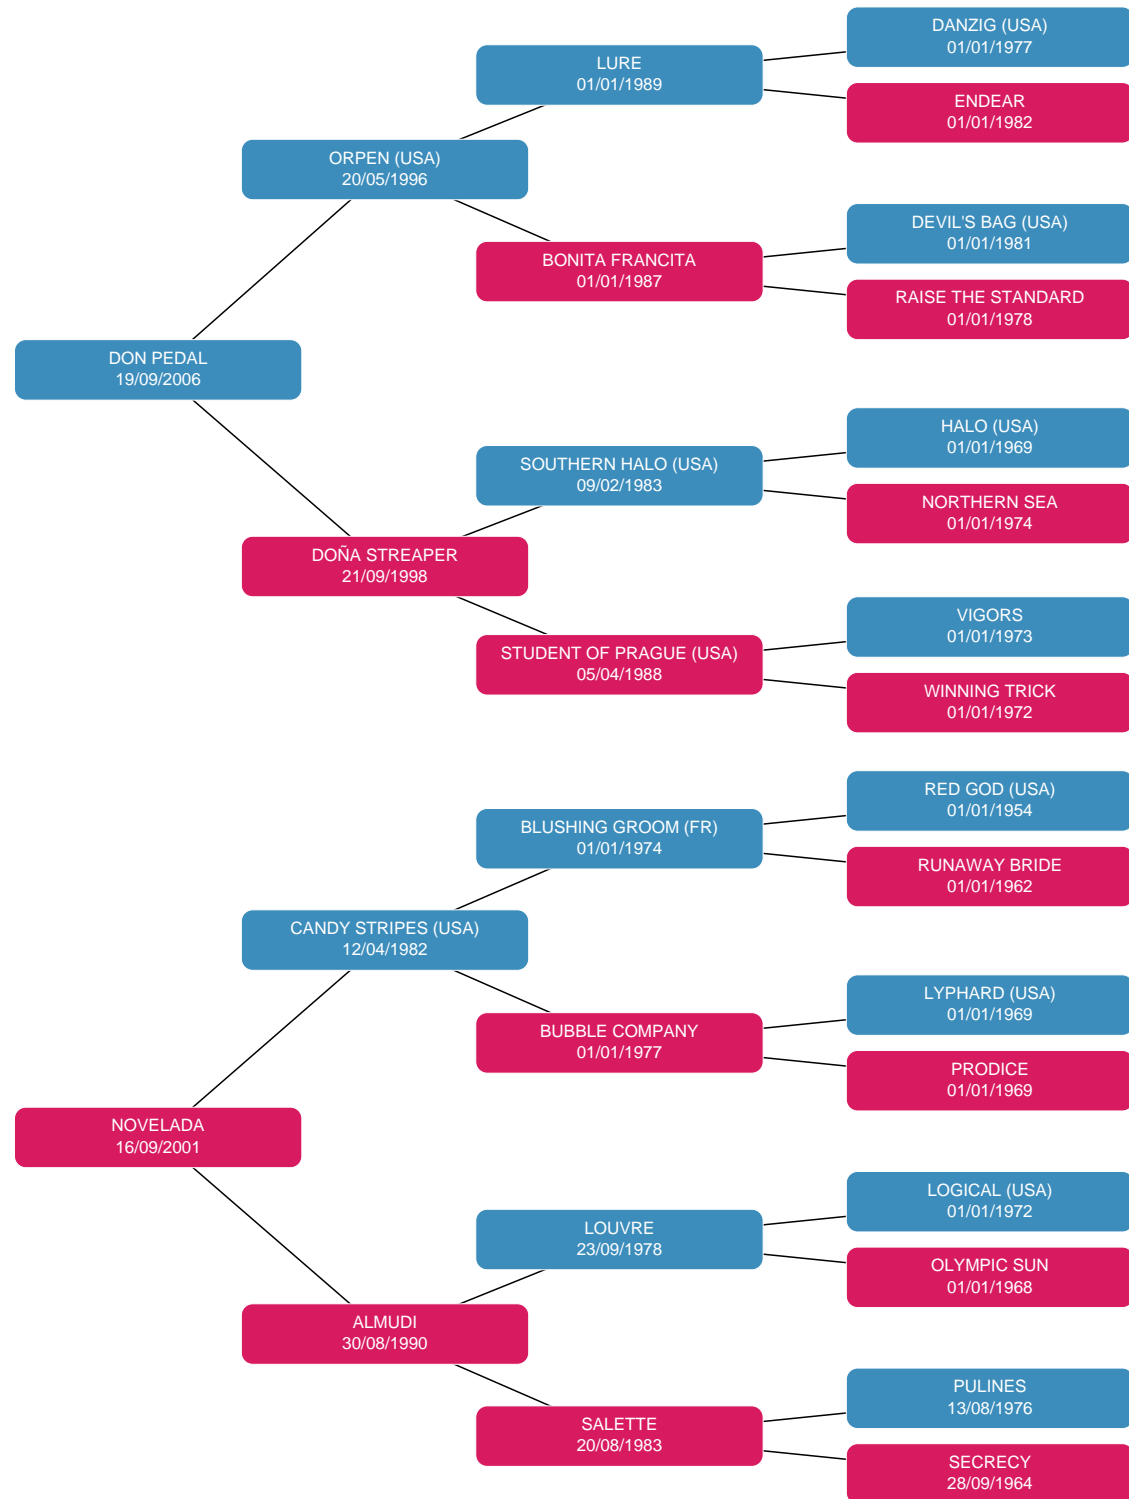 DANZIG (USA)
01/01/1977
LURE
01/01/1989
ENDEAR
01/01/1982
ORPEN (USA)
20/05/1996
DEVIL'S BAG (USA)
01/01/1981
BONITA FRANCITA
01/01/1987
RAISE THE STANDARD
01/01/1978
DON PEDAL
19/09/2006
HALO (USA)
01/01/1969
SOUTHERN HALO (USA)
09/02/1983
NORTHERN SEA
01/01/1974
DOÑA STREAPER
21/09/1998
VIGORS
01/01/1973
STUDENT OF PRAGUE (USA)
05/04/1988
WINNING TRICK
01/01/1972
RED GOD (USA)
01/01/1954
BLUSHING GROOM (FR)
01/01/1974
RUNAWAY BRIDE
01/01/1962
CANDY STRIPES (USA)
12/04/1982
LYPHARD (USA)
01/01/1969
BUBBLE COMPANY
01/01/1977
PRODICE
01/01/1969
NOVELADA
16/09/2001
LOGICAL (USA)
01/01/1972
LOUVRE
23/09/1978
OLYMPIC SUN
01/01/1968
ALMUDI
30/08/1990
PULINES
13/08/1976
SALETTE
20/08/1983
SECRECY
28/09/1964